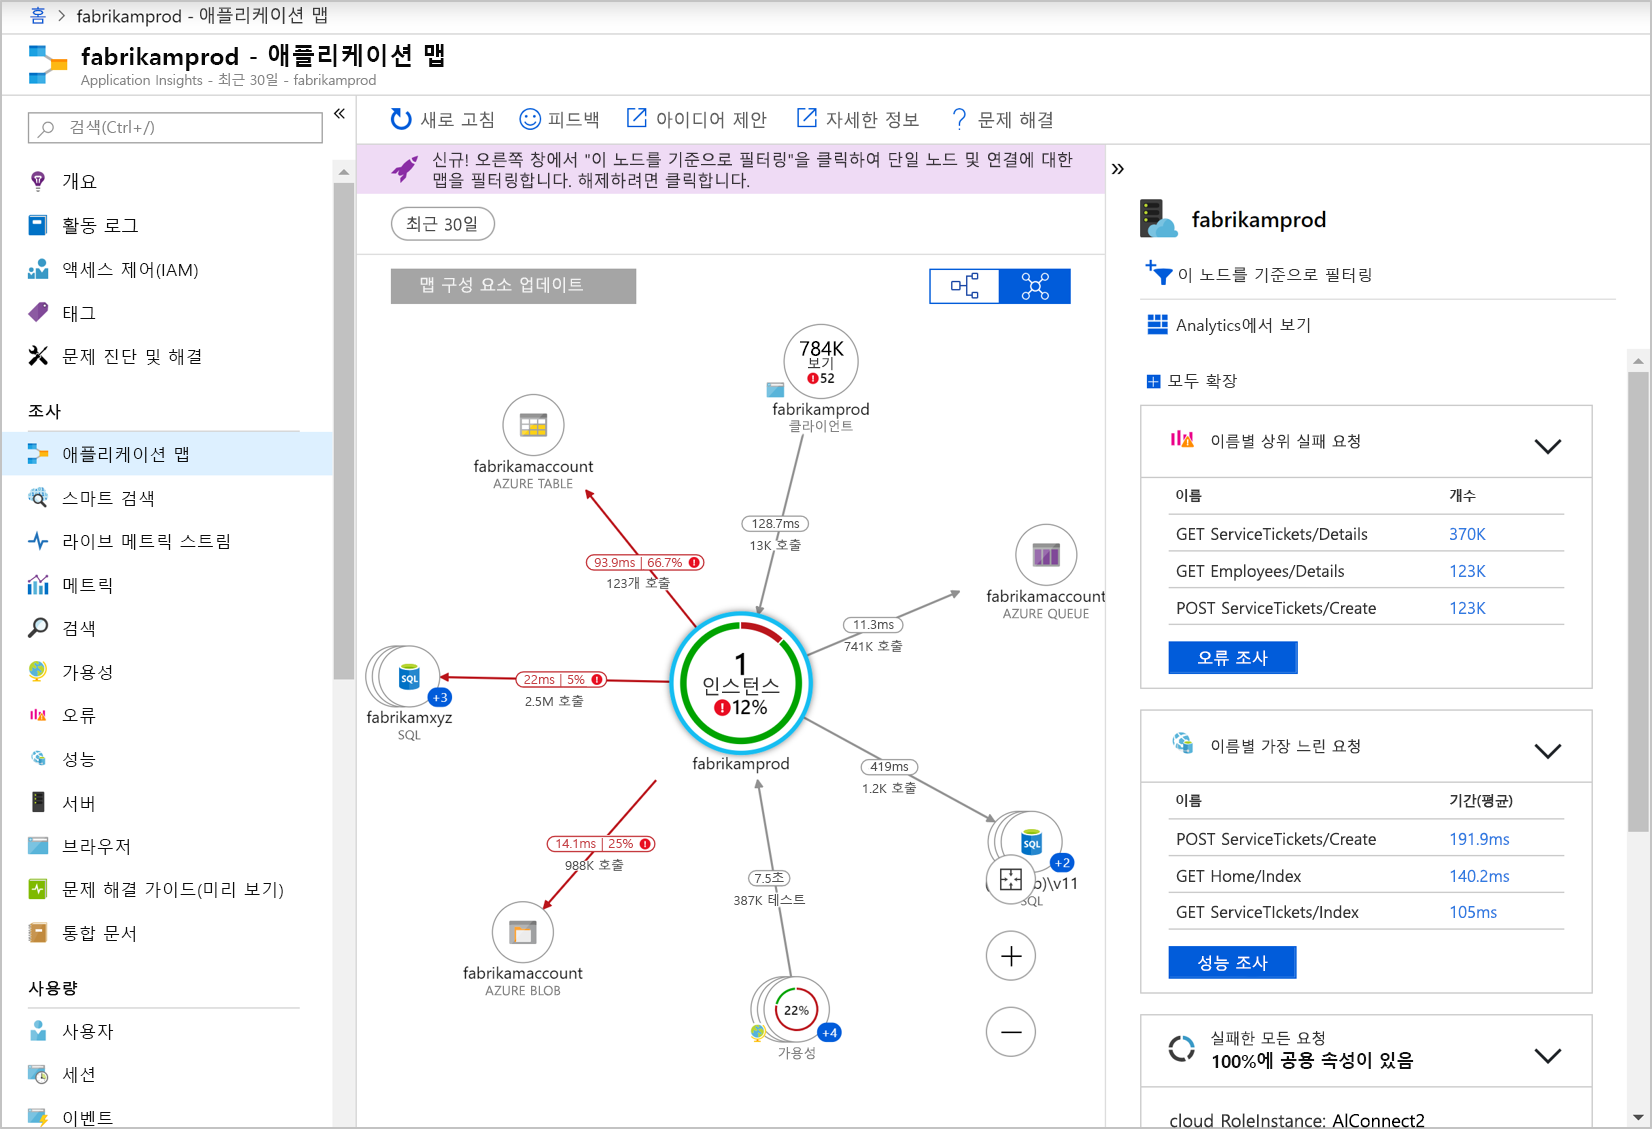 홈 > fabrikamprod - 애플리케이션 맵
fabrikamprod - 애플리케이션 맵
Application Insights - 최근 30일 - fabrikamprod
검색(Ctrl+/)
개요
활동 로그
액세스 제어(IAM)
태그
문제 진단 및 해결
조사
애플리케이션 맵
스마트 검색
라이브 메트릭 스트림
메트릭
검색
가용성
오류
성능
서버
브라우저
문제 해결 가이드(미리 보기)
통합 문서
사용량
사용자
세션
이벤트
새로 고침
피드백
아이디어 제안
자세한 정보
문제 해결
신규! 오른쪽 창에서 "이 노드를 기준으로 필터링"을 클릭하여 단일 노드 및 연결에 대한
맵을 필터링합니다. 해제하려면 클릭합니다.
최근 30일
맵 구성 요소 업데이트
784K
보기
52
fabrikamprod
클라이언트
fabrikamaccount
AZURE TABLE
128.7ms
13K 호출
93.9ms | 66.7%
123개 호출
fabrikamaccount
AZURE QUEUE
11.3ms
741K 호출
1
인스턴스
12%
fabrikamprod
SQL
+3
fabrikamxyz
SQL
22ms | 5%
2.5M 호출
419ms
1.2K 호출
14.1ms | 25%
988K 호출
SQL
+2
b)\v11
SQL
7.5초
387K 테스트
fabrikamaccount
AZURE BLOB
22%
+4
가용성
fabrikamprod
이 노드를 기준으로 필터링
Analytics에서 보기
모두 확장
이름별 상위 실패 요청
이름 개수
GET ServiceTickets/Details 370K
GET Employees/Details 123K
POST ServiceTickets/Create 123K
오류 조사
이름별 가장 느린 요청
이름 기간(평균)
POST ServiceTickets/Create 191.9ms
GET Home/Index 140.2ms
GET ServiceTIckets/Index 105ms
성능 조사
실패한 모든 요청
100%에 공용 속성이 있음
cloud RoleInstance: AlConnect2